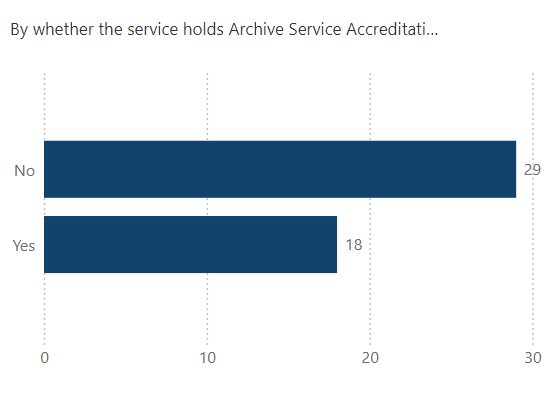 By whether the service holds Archive Service Accreditati...
No 29
Yes 18
0 10 20 30